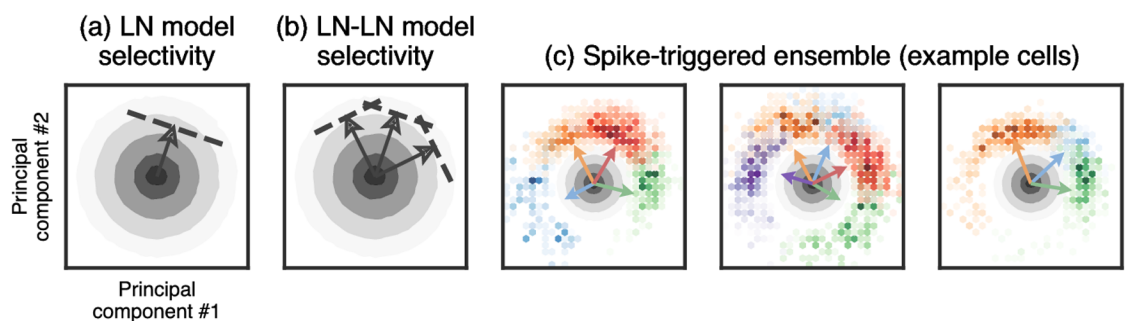 (a) LN model
selectivity
(b) LN-LN model
selectivity
(c) Spike-triggered ensemble (example cells)
Principal
component #2
Principal
component #1